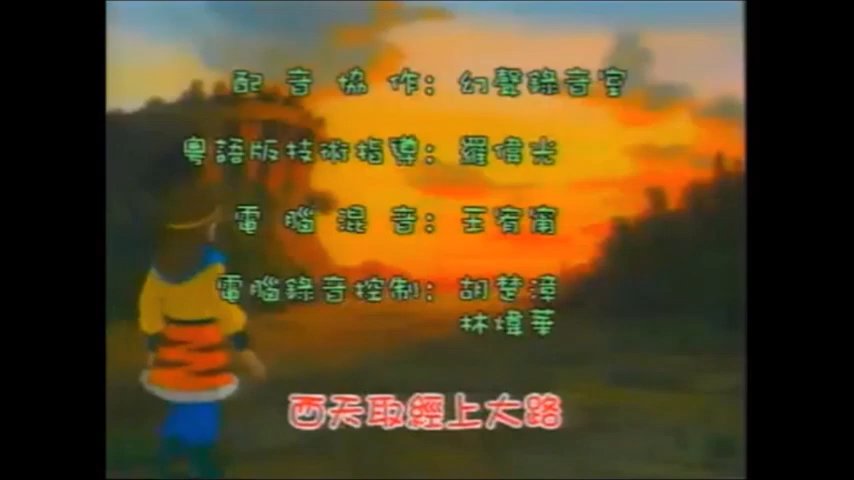 配音協作：幻聲錄音室
粵語版技術指導：羅偉光
電腦混音：王宥甯
電腦錄音控制：胡楚漳
林煒華
西天取經上大路